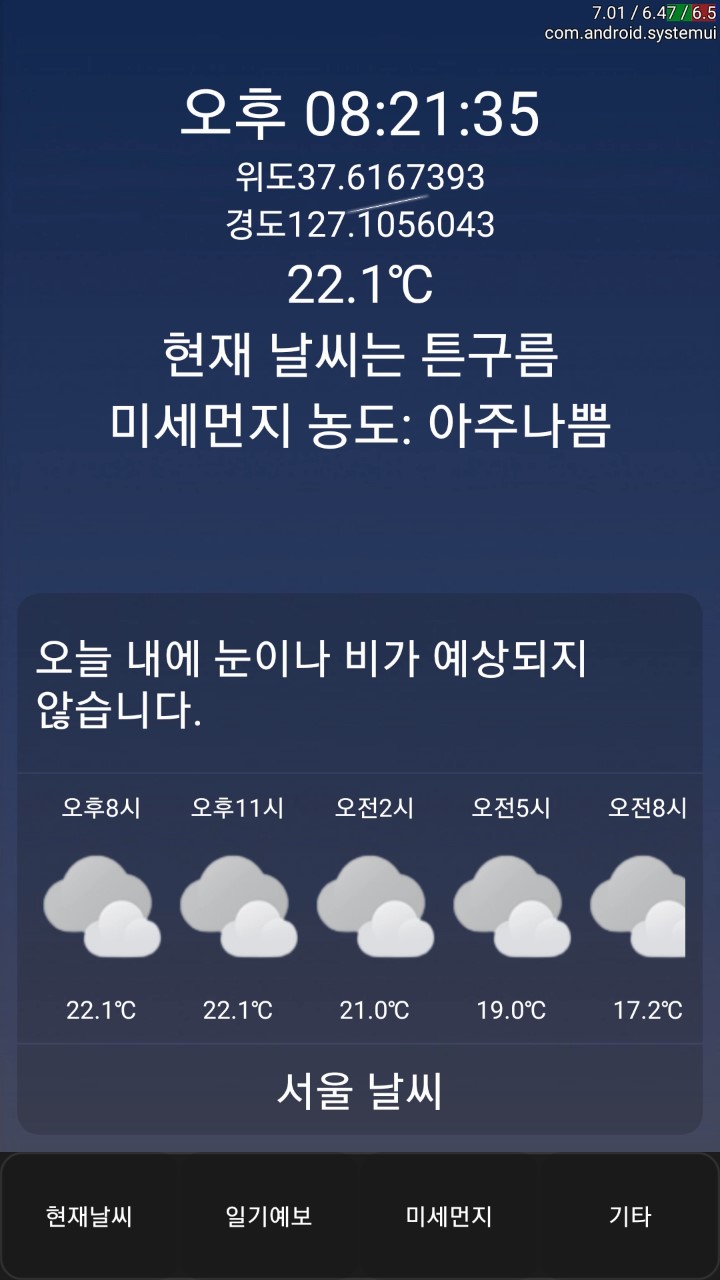 7.01 / 6.47 / 6.5
com.android.systemui
오후 08:21:35
위도37.6167393
경도127.1056043
22.1℃
현재 날씨는 튼구름
미세먼지 농도: 아주나쁨
오늘 내에 눈이나 비가 예상되지
않습니다.
오후8시 오후11시 오전2시 오전5시 오전8시
22.1℃ 22.1℃ 21.0℃ 19.0℃ 17.2℃
서울 날씨
현재날씨 일기예보 미세먼지 기타